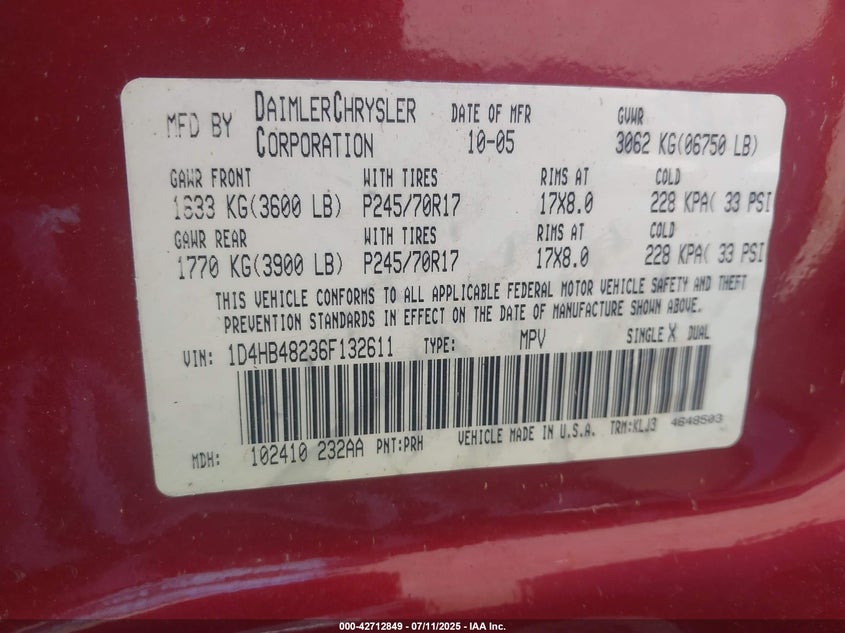 MFD BY DAIMLERCHRYSLER CORPORATION DATE OF MFR 10-05 GVWR 3062 KG(06750 LB)
GAWR FRONT WITH TIRES RIMS AT COLD
1633 KG(3600 LB) P245/70R17 17X8.0 228 KPA( 33 PSI
GAWR REAR WITH TIRES RIMS AT COLD
1770 KG(3900 LB) P245/70R17 17X8.0 228 KPA( 33 PSI
THIS VEHICLE CONFORMS TO ALL APPLICABLE FEDERAL MOTOR VEHICLE SAFETY AND THEFT
PREVENTION STANDARDS IN EFFECT ON THE DATE OF MANUFACTURE SHOWN ABOVE.
VIN: 1D4HB48236F132611 TYPE: MPV SINGLE X DUAL
MDH: 102410 232AA PNT:PRH VEHICLE MADE IN U.S.A. TRM:KLJ3 4648503
000-42712849 - 07/11/2025 - IAA Inc.